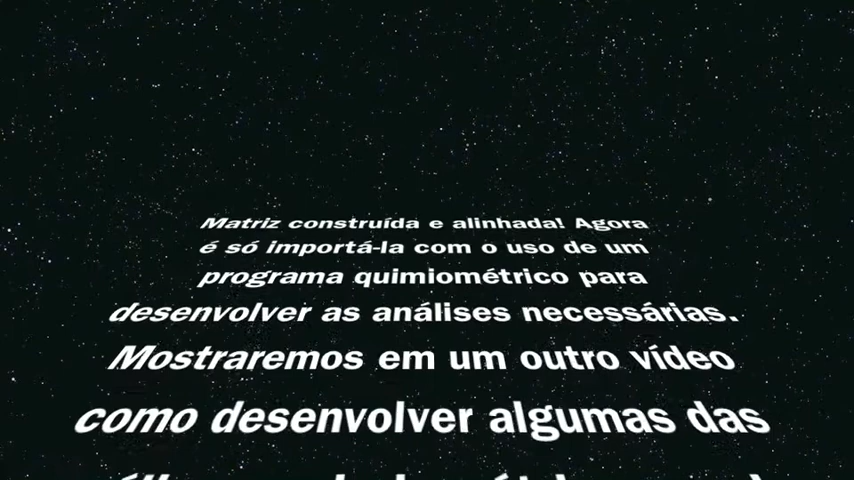 Matriz construída e alinhada! Agora
é só importá-la com o uso de um
programa quimiométrico para
desenvolver as análises necessárias.
Mostraremos em um outro vídeo
como desenvolver algumas das